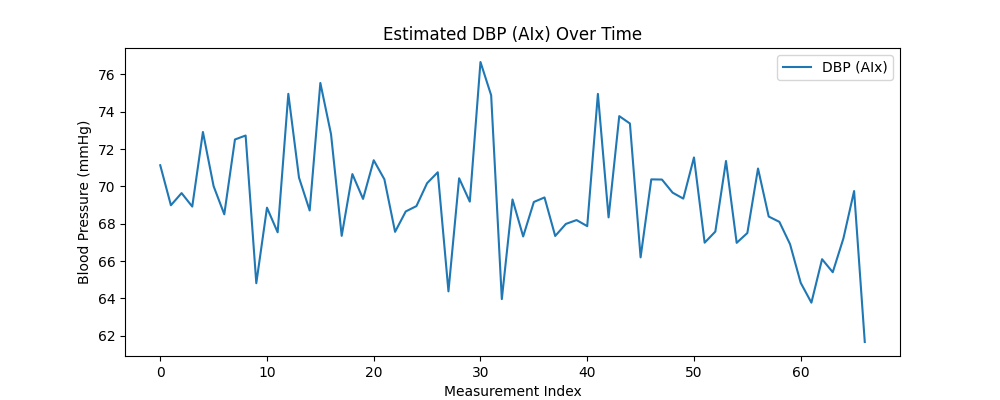 Estimated DBP (AIx) Over Time
DBP (AIx)
Blood Pressure (mmHg)
76
74
72
70
68
66
64
62
0 10 20 30 40 50 60
Measurement Index